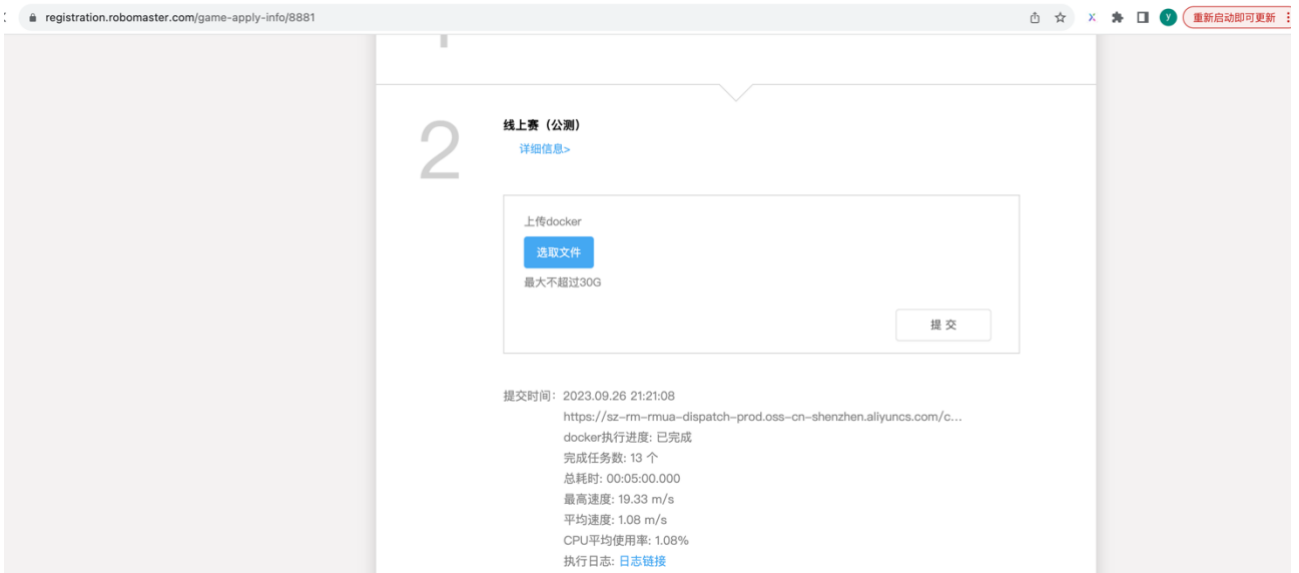 registration.robomaster.com/game-apply-info/8881
y
重新启动即可更新
2
线上赛（公测）
详细信息>
上传docker
选取文件
最大不超过30G
提 交
提交时间： 2023.09.26 21:21:08
https://sz-rm-rmua-dispatch-prod.oss-cn-shenzhen.aliyuncs.com/c...
docker执行进度: 已完成
完成任务数: 13 个
总耗时: 00:05:00.000
最高速度: 19.33 m/s
平均速度: 1.08 m/s
CPU平均使用率: 1.08%
执行日志: 日志链接